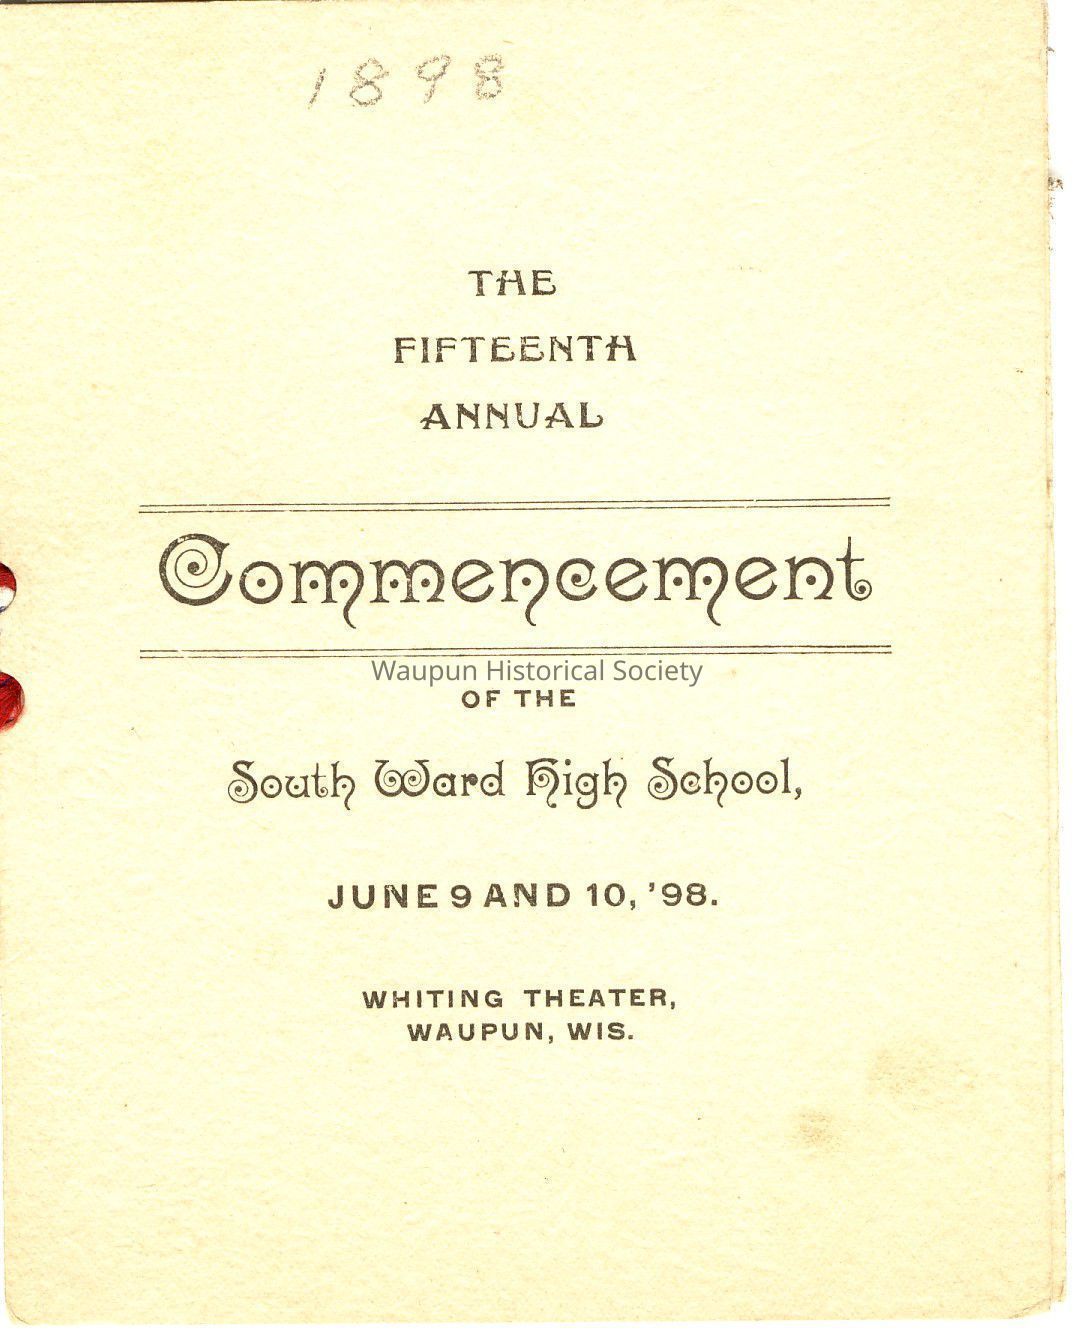 1898
THE
FIFTEENTH
ANNUAL
Commencement
Waupun Historical Society
OF THE
South Ward High School,
JUNE 9 AND 10, '98.
WHITING THEATER,
WAUPUN, WIS.